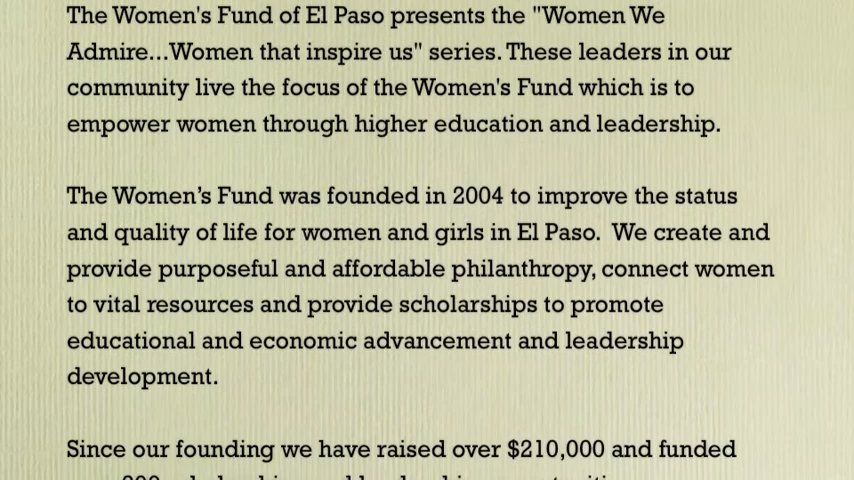 The Women's Fund of El Paso presents the "Women We
Admire...Women that inspire us" series. These leaders in our
community live the focus of the Women's Fund which is to
empower women through higher education and leadership.
The Women’s Fund was founded in 2004 to improve the status
and quality of life for women and girls in El Paso.  We create and
provide purposeful and affordable philanthropy, connect women
to vital resources and provide scholarships to promote
educational and economic advancement and leadership
development.
Since our founding we have raised over $210,000 and funded